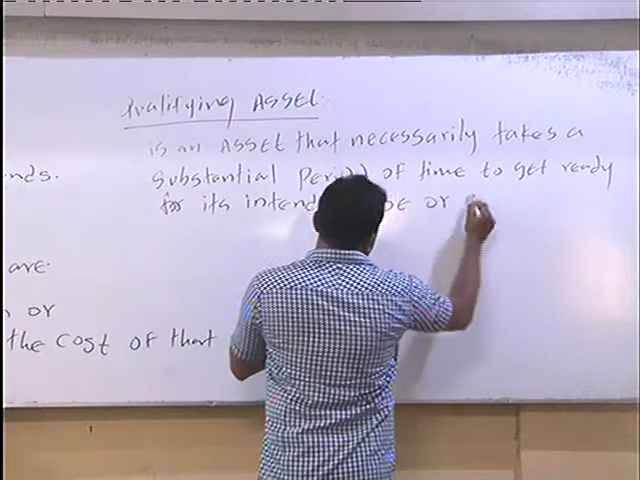 Qualifying ASSET
is an ASSET that necessarily takes a
substantial period of time to get ready
for its intend or
nds.
are
or
the cost of that